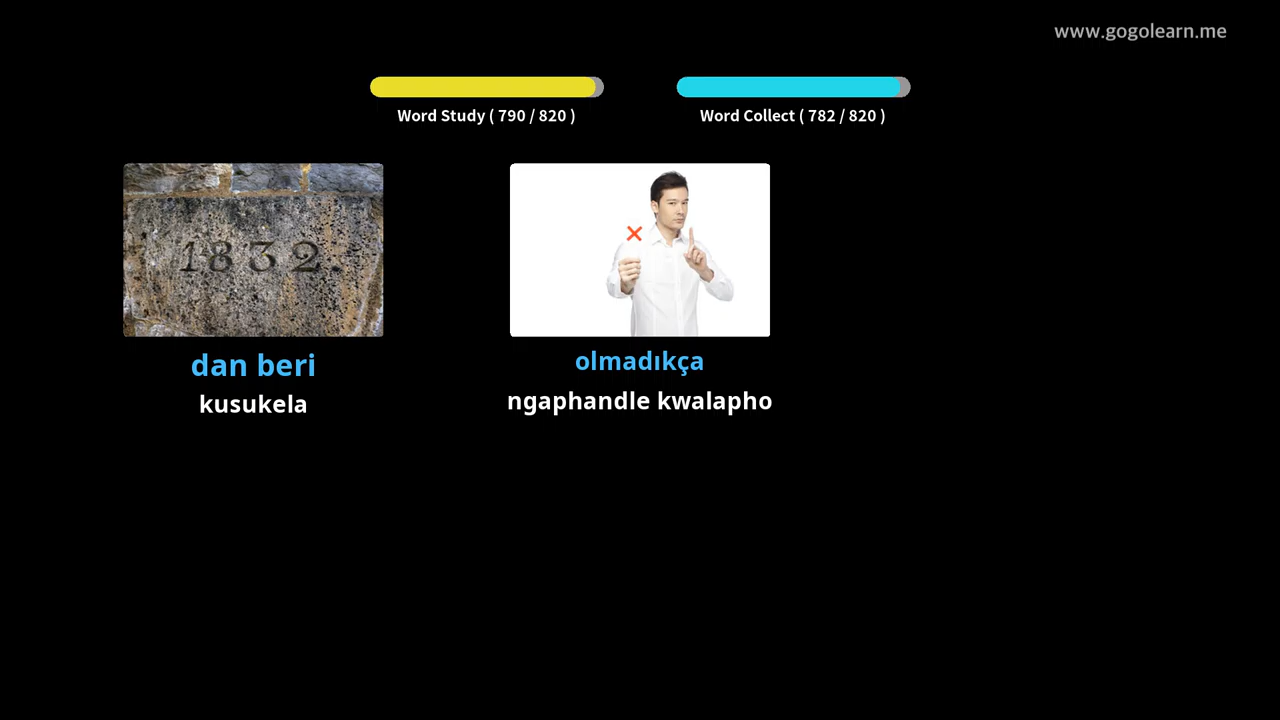 www.gogolearn.me
Word Study ( 790 / 820 )
Word Collect ( 782 / 820 )
1832
dan beri
kusukela
olmadıkça
ngaphandle kwalapho